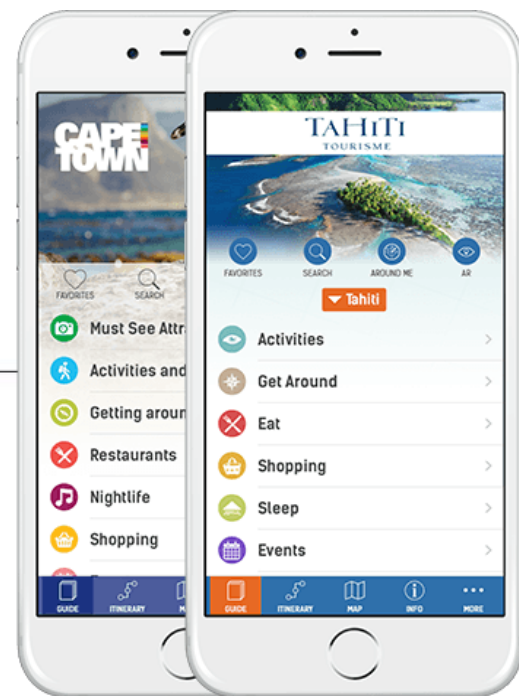 CAPE
TOWN
FAVORITES
SEARCH
Must See Attr
Activities and
Getting aroun
Restaurants
Nightlife
Shopping
GUIDE
ITINERARY
TAHITI
TOURISME
FAVORITES
SEARCH
AROUND ME
AR
Tahiti
Activities
Get Around
Eat
Shopping
Sleep
Events
GUIDE
ITINERARY
MAP
INFO
MORE